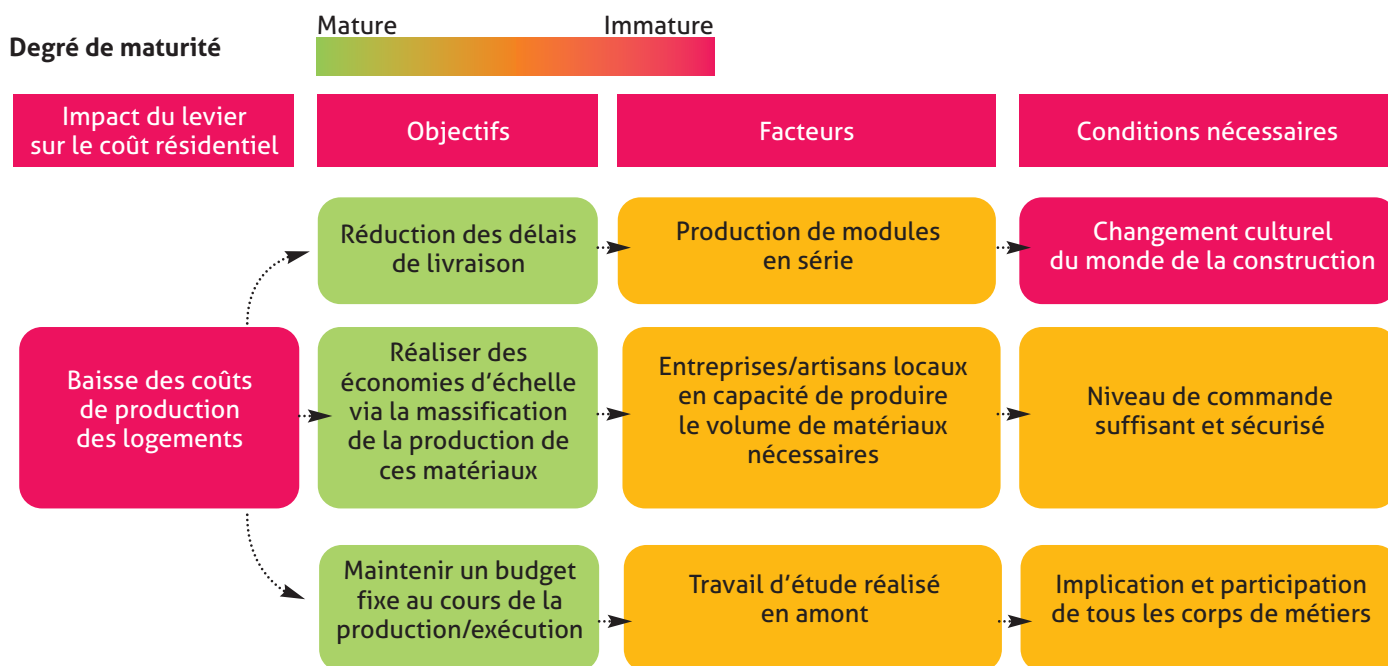 Mature
Immature
Degré de maturité
Impact du levier
sur le coût résidentiel
Objectifs
Facteurs
Conditions nécessaires
Réduction des délais
de livraison
Production de modules
en série
Changement culturel
du monde de la construction
Baisse des coûts
de production
des logements
Réaliser des
économies d'échelle
via la massification
de la production de
ces matériaux
Entreprises/artisans locaux
en capacité de produire
le volume de matériaux
nécessaires
Niveau de commande
suffisant et sécurisé
Maintenir un budget
fixe au cours de la
production/exécution
Travail d'étude réalisé
en amont
Implication et participation
de tous les corps de métiers